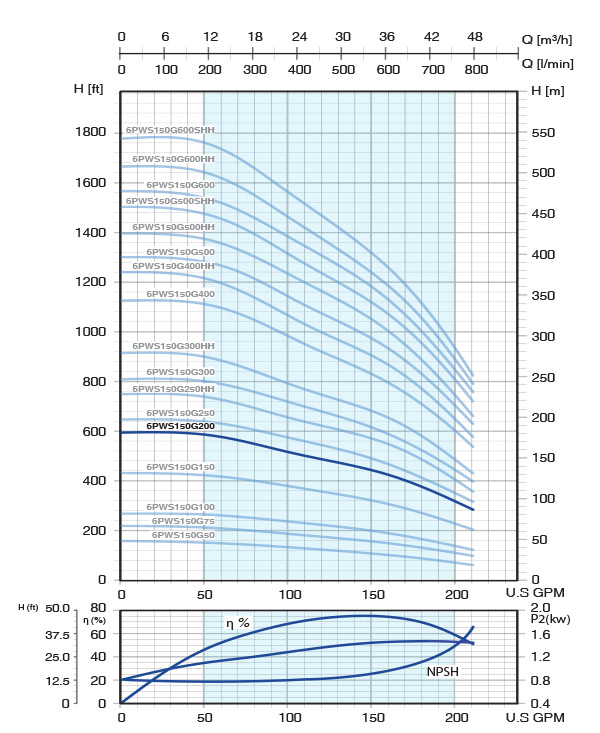 0 6 12 18 24 30 36 42 48 Q [m³/h]
0 100 200 300 400 500 600 700 800 Q [l/min]
H [ft] H [m]
6PWS1s0G600SHH
1800 550
6PWS1s0G600HH
500
1600
6PWS1s0G600
6PWS1s0Gs00SHH
450
6PWS1s0Gs00HH
1400
6PWS1s0Gs00
400
6PWS1s0G400HH
1200
6PWS1s0G400
350
300
1000
6PWS1s0G300HH
6PWS1s0G300
250
800
6PWS1s0G2s0HH
6PWS1s0G2s0
200
6PWS1s0G200
600
150
6PWS1s0G1s0
400
100
6PWS1s0G100
6PWS1s0G7s
200
6PWS1s0Gs0
50
0 0
0 50 100 150 200 U.S GPM
H (ft) 50.0 80 2.0
η (%) η % P2(kw)
37.5 60 1.6
25.0 40 1.2
NPSH
12.5 20 0.8
0 0 0.4
0 50 100 150 200 U.S GPM